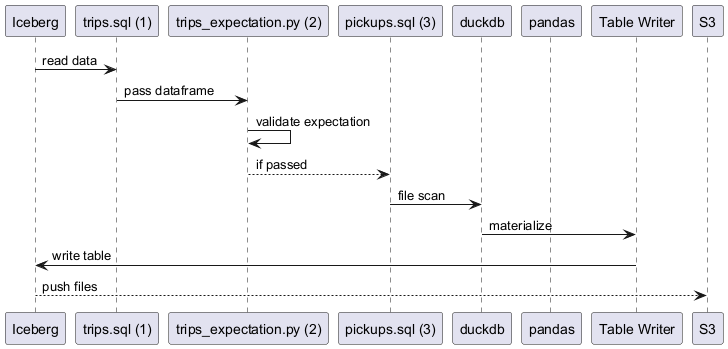 Iceberg
trips.sql (1)
trips_expectation.py (2)
pickups.sql (3)
duckdb
pandas
Table Writer
S3
read data
pass dataframe
validate expectation
if passed
file scan
materialize
write table
push files
Iceberg
trips.sql (1)
trips_expectation.py (2)
pickups.sql (3)
duckdb
pandas
Table Writer
S3